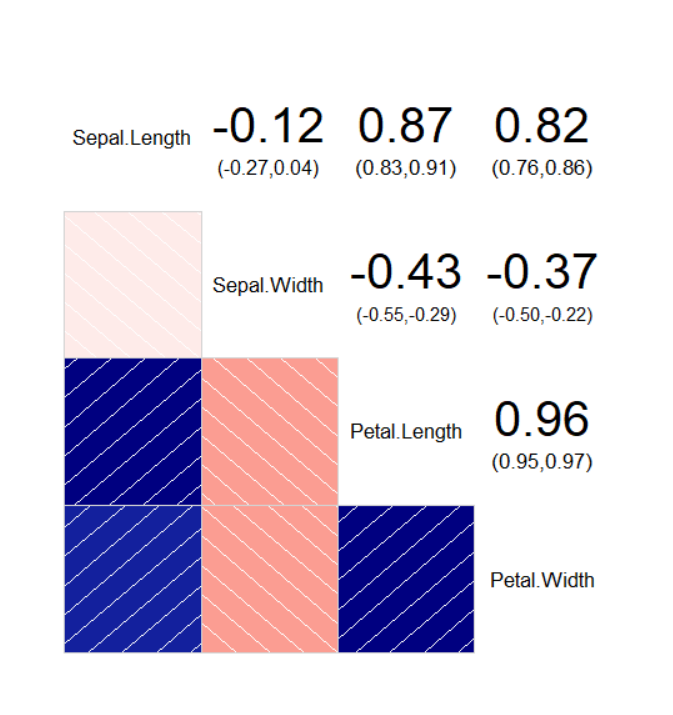 Sepal.Length -0.12 0.87 0.82
(-0.27,0.04) (0.83,0.91) (0.76,0.86)
Sepal.Width -0.43 -0.37
(-0.55,-0.29) (-0.50,-0.22)
Petal.Length 0.96
(0.95,0.97)
Petal.Width